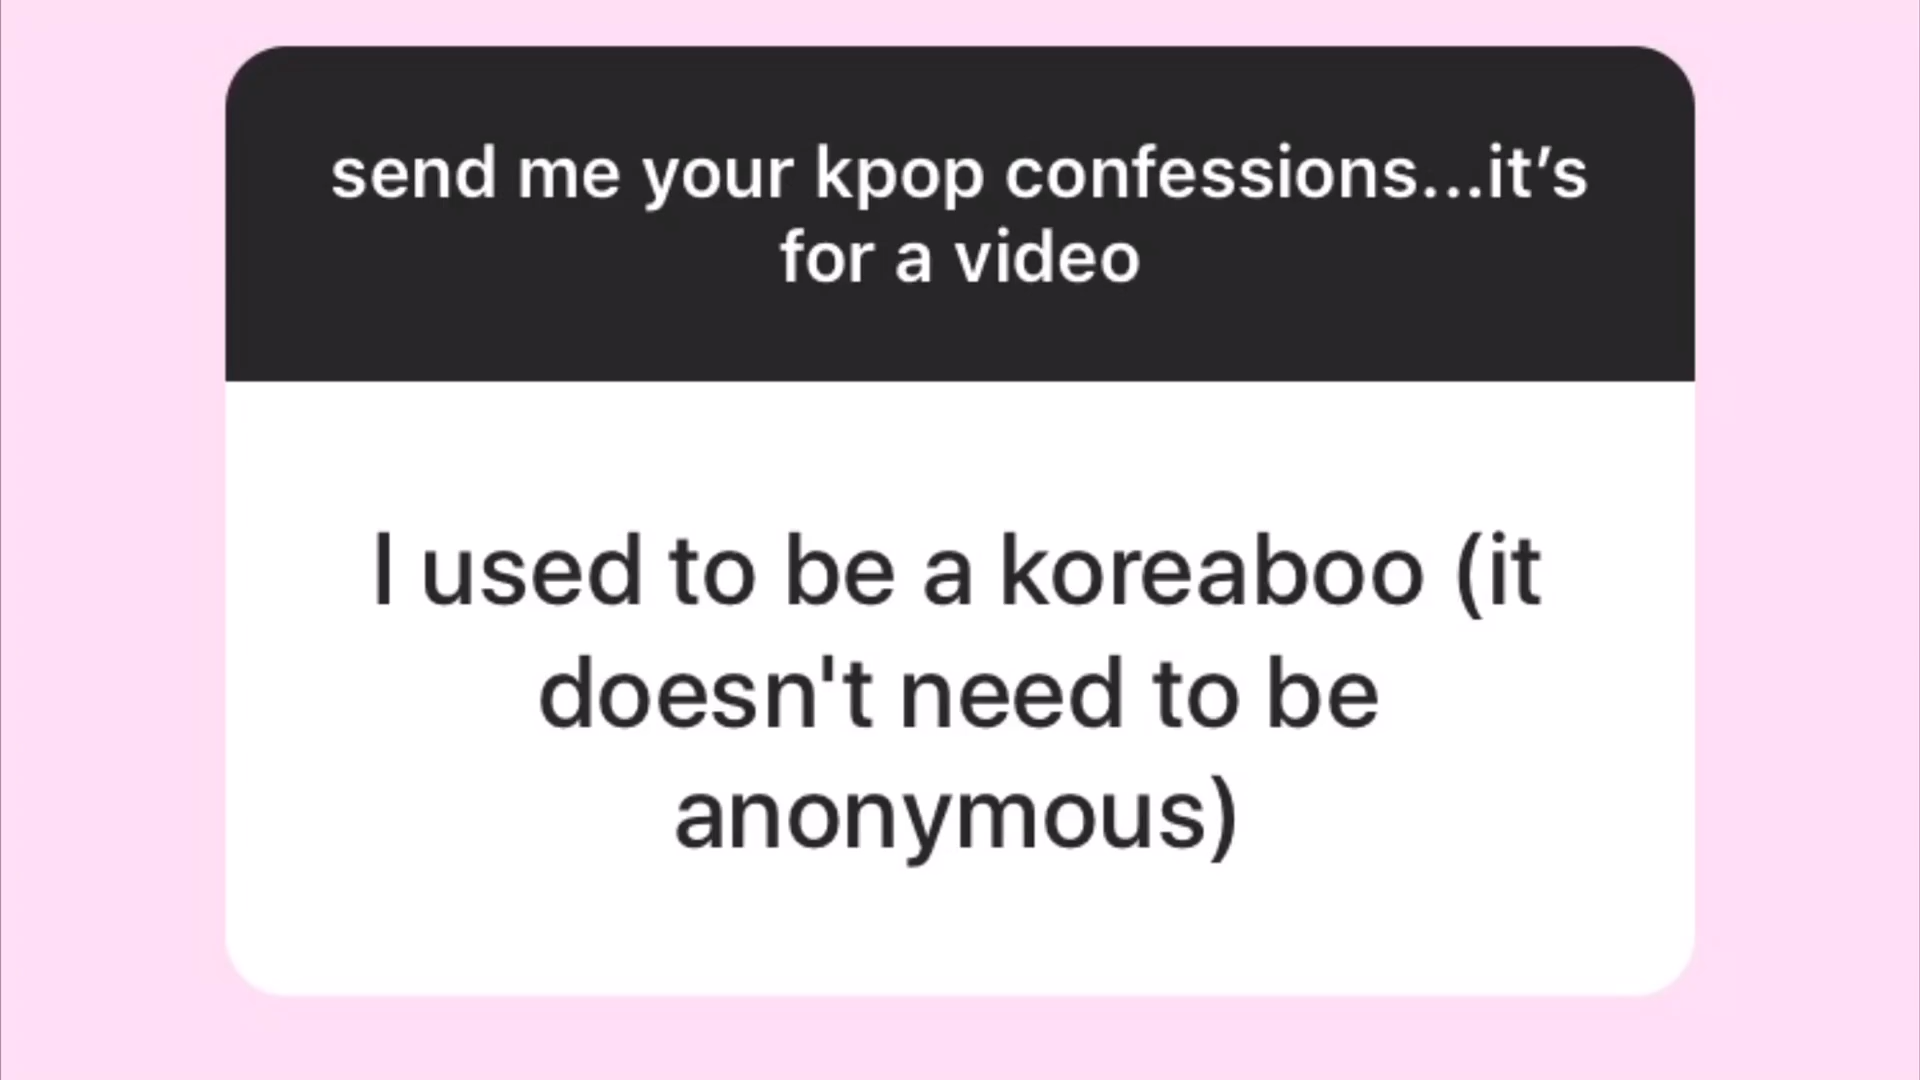 send me your kpop confessions...it’s
for a video
I used to be a koreaboo (it
doesn't need to be
anonymous)